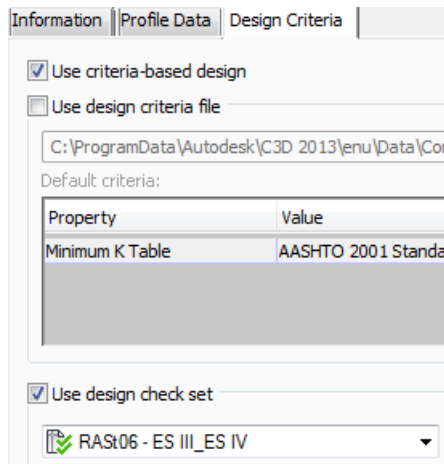 Information Profile Data Design Criteria
Use criteria-based design
Use design criteria file
C:\ProgramData\Autodesk\C3D 2013\enu\Data\Cor
Default criteria:
Property Value
Minimum K Table AASHTO 2001 Standa
Use design check set
RASt06 - ES III_ES IV